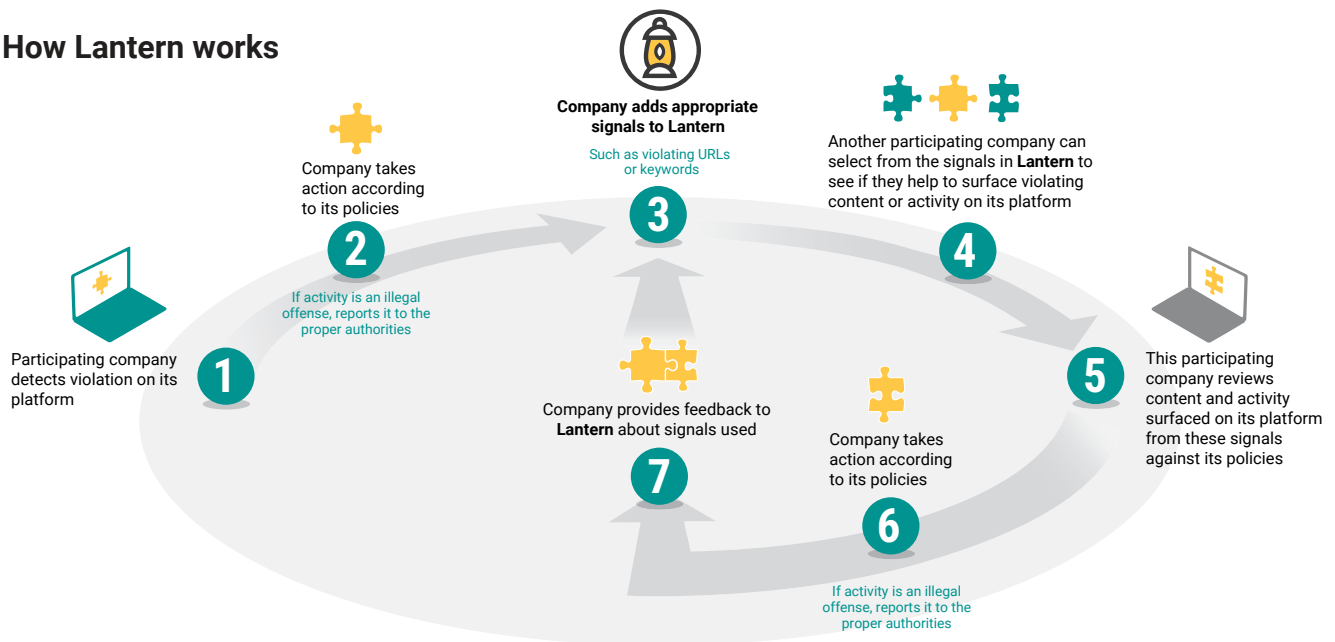 How Lantern works
Participating company
detects violation on its
platform
1
Company takes
action according
to its policies
2
If activity is an illegal
offense, reports it to the
proper authorities
Company adds appropriate
signals to Lantern
Such as violating URLs
or keywords
3
Another participating company can
select from the signals in Lantern to
see if they help to surface violating
content or activity on its platform
4
5
This participating
company reviews
content and activity
surfaced on its platform
from these signals
against its policies
Company takes
action according
to its policies
6
If activity is an illegal
offense, reports it to the
proper authorities
Company provides feedback to
Lantern about signals used
7